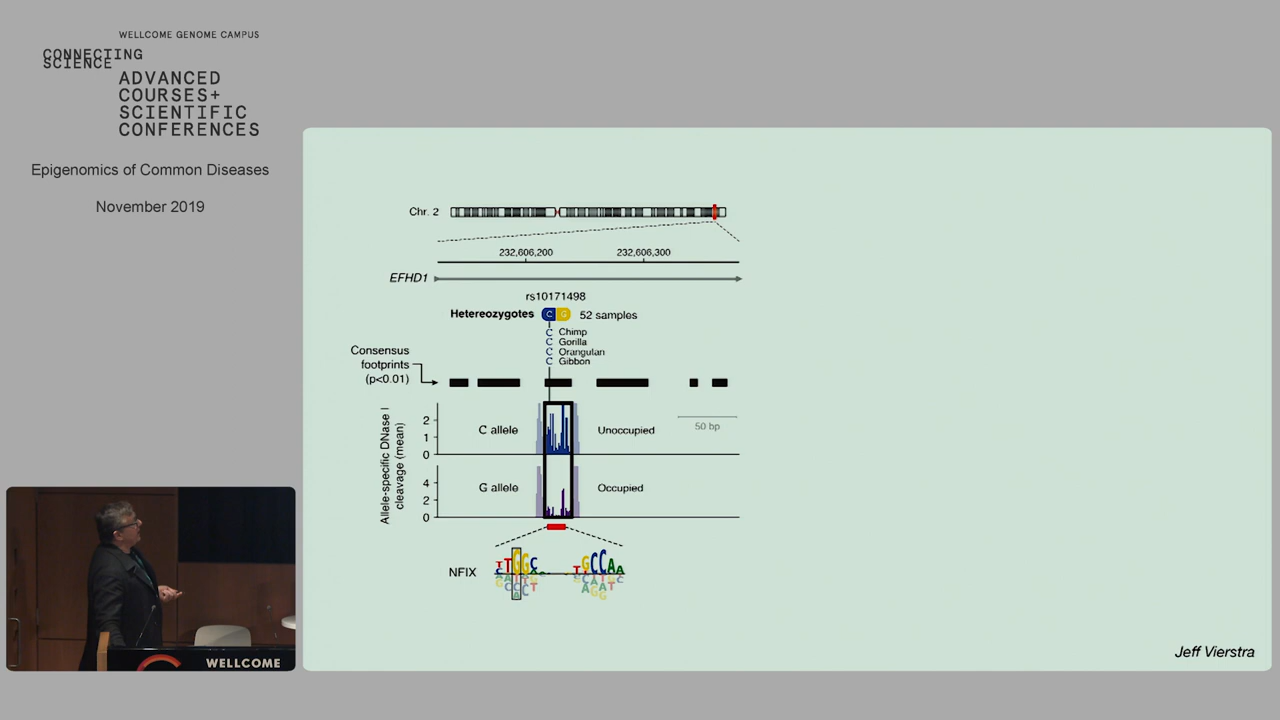 WELLCOME GENOME CAMPUS
CONNECTING
SCIENCE
ADVANCED
COURSES+
SCIENTIFIC
CONFERENCES
Epigenomics of Common Diseases
November 2019
Chr. 2
232,606,200 232,606,300
EFHD1
rs10171498
Hetereozygotes C G 52 samples
C Chimp
C Gorilla
C Orangutan
C Gibbon
Consensus
footprints
(p<0.01)
50 bp
Allele-specific DNase I
cleavage (mean)
2
1
0
C allele Unoccupied
4
2
0
G allele Occupied
NFIX
TTGGC TGCCAA
Jeff Vierstra
WELLCOME